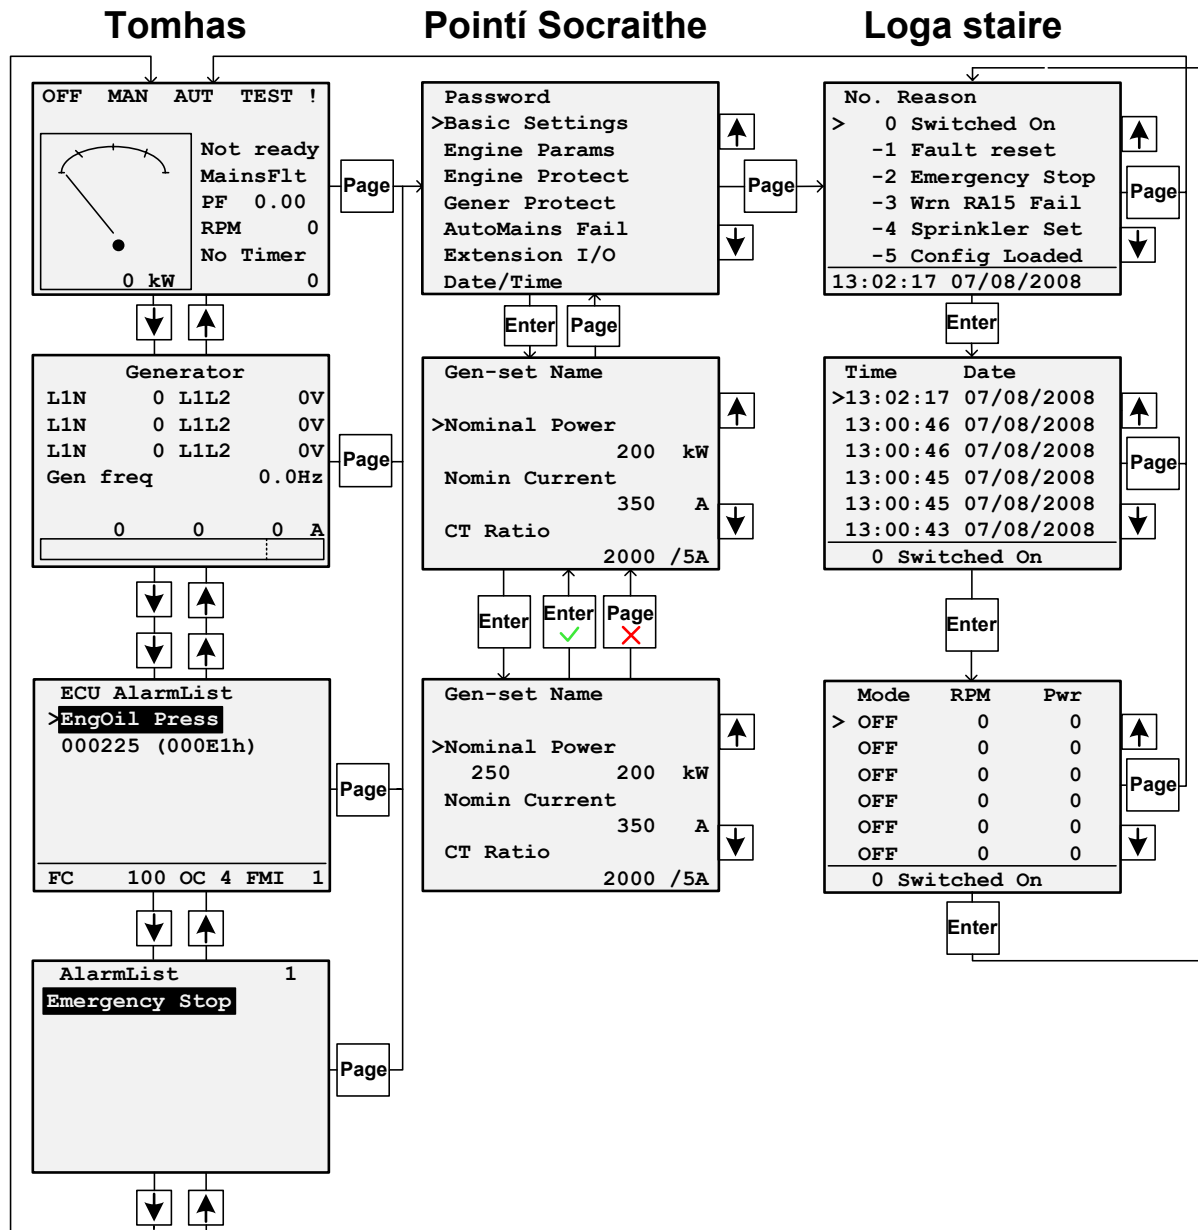 Tomhas
Pointí Socraithe
Loga staire
OFF MAN AUT TEST !
Not ready
MainsFlt
PF 0.00
RPM 0
No Timer
0 kW 0
Page
Generator
L1N 0 L1L2 0V
L1N 0 L1L2 0V
L1N 0 L1L2 0V
Gen freq 0.0Hz
0 0 0 A
Page
ECU AlarmList
>EngOil Press
000225 (000E1h)
FC 100 OC 4 FMI 1
Page
AlarmList 1
Emergency Stop
Page
Password
>Basic Settings
Engine Params
Engine Protect
Gener Protect
AutoMains Fail
Extension I/O
Date/Time
Page
Enter Page
Gen-set Name
>Nominal Power
200 kW
Nomin Current
350 A
CT Ratio
2000 /5A
Enter Enter Page
Gen-set Name
>Nominal Power
250 200 kW
Nomin Current
350 A
CT Ratio
2000 /5A
No. Reason
> 0 Switched On
-1 Fault reset
-2 Emergency Stop
-3 Wrn RA15 Fail
-4 Sprinkler Set
-5 Config Loaded
13:02:17 07/08/2008
Page
Enter
Time Date
>13:02:17 07/08/2008
13:00:46 07/08/2008
13:00:46 07/08/2008
13:00:45 07/08/2008
13:00:45 07/08/2008
13:00:43 07/08/2008
0 Switched On
Page
Enter
Mode RPM Pwr
> OFF 0 0
OFF 0 0
OFF 0 0
OFF 0 0
OFF 0 0
OFF 0 0
0 Switched On
Page
Enter